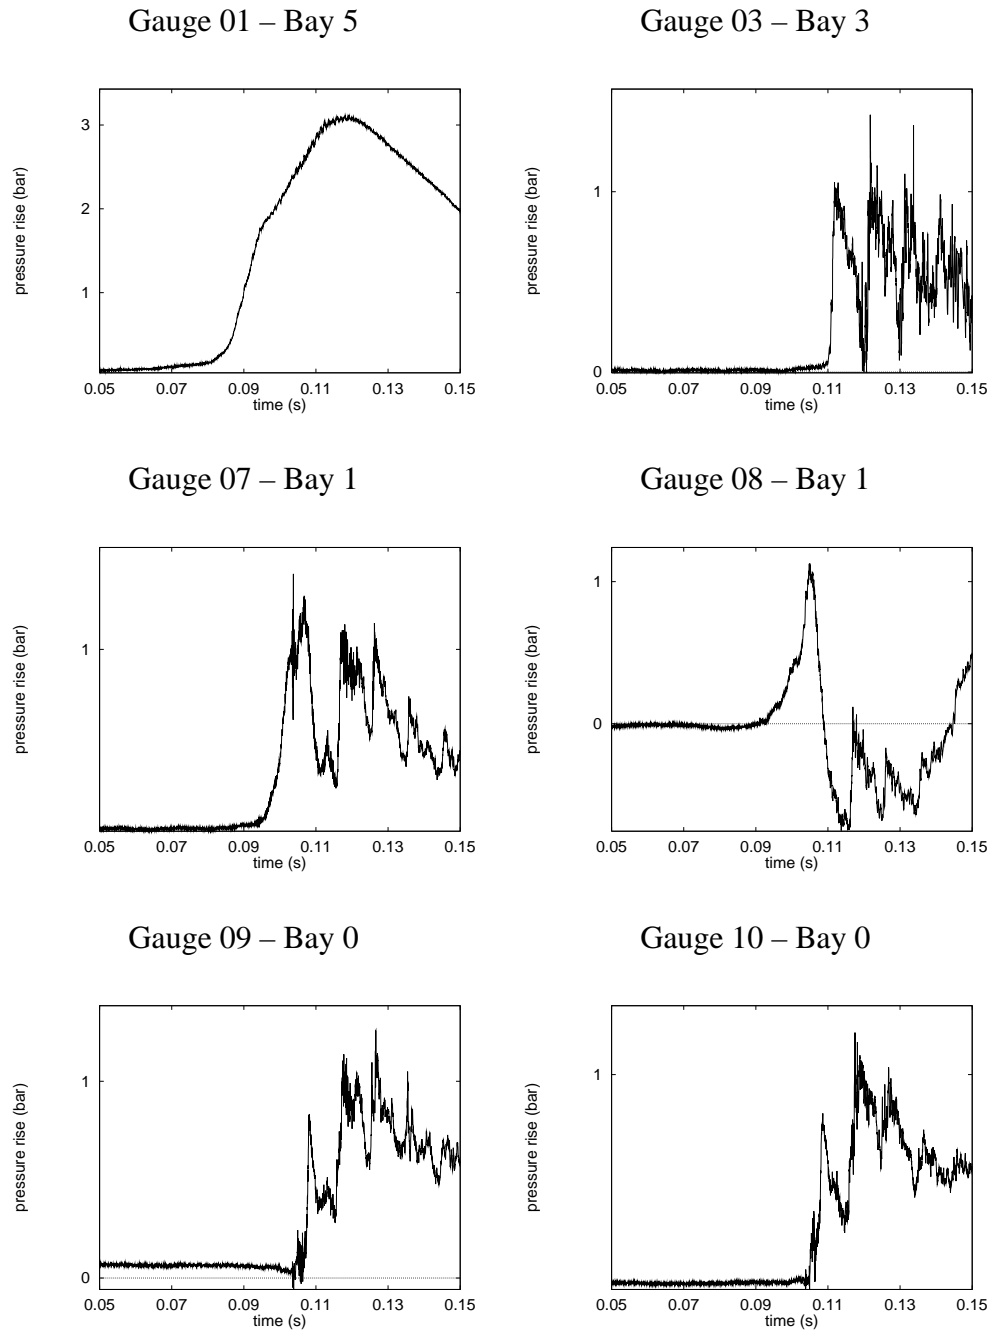 Gauge 01 – Bay 5
Gauge 03 – Bay 3
pressure rise (bar)
3
2
1
0.05 0.07 0.09 0.11 0.13 0.15
time (s)
pressure rise (bar)
1
0
0.05 0.07 0.09 0.11 0.13 0.15
time (s)
Gauge 07 – Bay 1
Gauge 08 – Bay 1
pressure rise (bar)
1
0.05 0.07 0.09 0.11 0.13 0.15
time (s)
pressure rise (bar)
1
0
0.05 0.07 0.09 0.11 0.13 0.15
time (s)
Gauge 09 – Bay 0
Gauge 10 – Bay 0
pressure rise (bar)
1
0
0.05 0.07 0.09 0.11 0.13 0.15
time (s)
pressure rise (bar)
1
0.05 0.07 0.09 0.11 0.13 0.15
time (s)